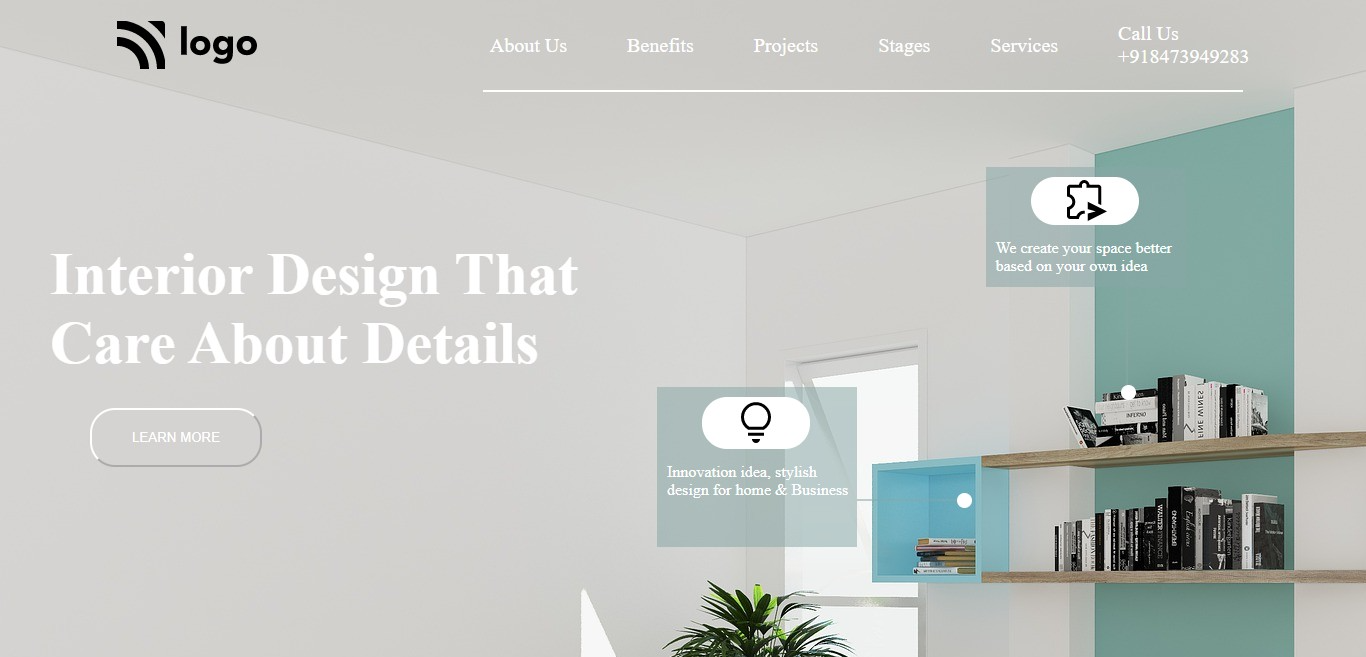 logo
About Us
Benefits
Projects
Stages
Services
Call Us
+918473949283
Interior Design That
Care About Details
LEARN MORE
We create your space better
based on your own idea
Innovation idea, stylish
design for home & Business
INFERNO
FINE WINES